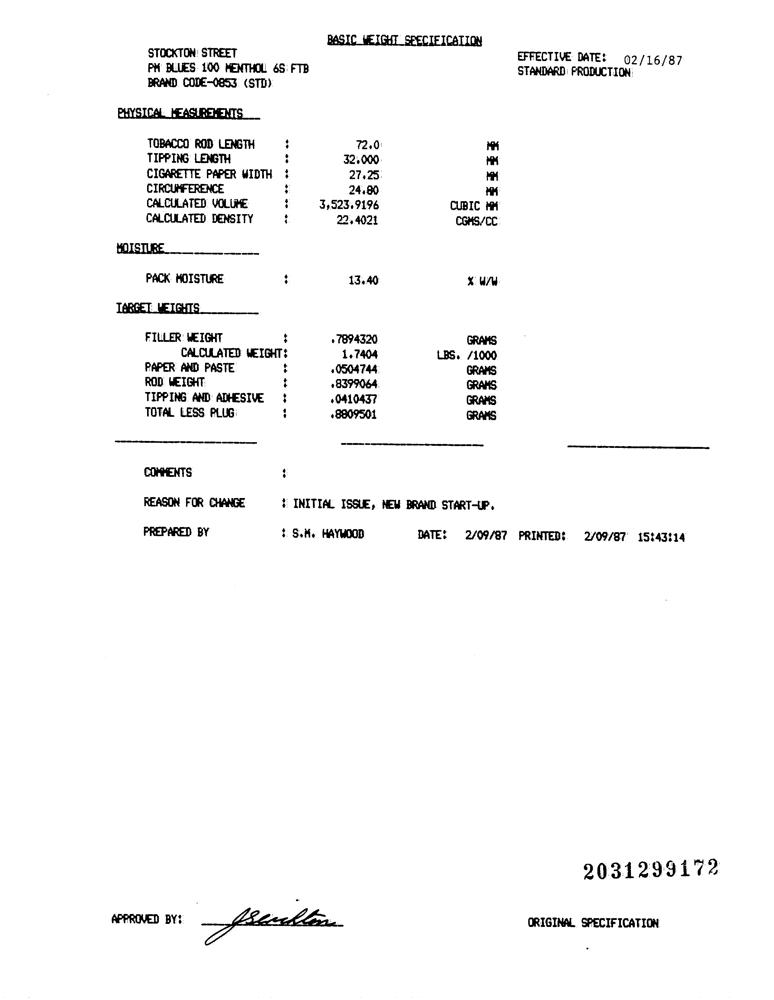 BASIC WEIGHT SPECIFICATION
STOCKTON STREET
PM BLUES 100 MENTHOL 6S FTB
BRAND CODE-0853 (STD)
EFFECTIVE DATE: 02/16/87
STANDARD PRODUCTION
PHYSICAL MEASUREMENTS
TOBACCO ROD LENGTH : 72.0 MM
TIPPING LENGTH : 32.000 MM
CIGARETTE PAPER WIDTH : 27.25 MM
CIRCUMFERENCE : 24.80 MM
CALCULATED VOLUME : 3,523.9196 CUBIC MM
CALCULATED DENSITY : 22.4021 CGMS/CC
MOISTURE
PACK MOISTURE : 13.40 % W/W
TARGET WEIGHTS
FILLER WEIGHT : .7894320 GRAMS
CALCULATED WEIGHT: 1.7404 LBS. /1000
PAPER AND PASTE : .0504744 GRAMS
ROD WEIGHT : .8399064 GRAMS
TIPPING AND ADHESIVE : .0410437 GRAMS
TOTAL LESS PLUG : .8809501 GRAMS
COMMENTS :
REASON FOR CHANGE : INITIAL ISSUE, NEW BRAND START-UP.
PREPARED BY : S.M. HAYWOOD DATE: 2/09/87 PRINTED: 2/09/87 15:43:14
2031299172
APPROVED BY:
ORIGINAL SPECIFICATION